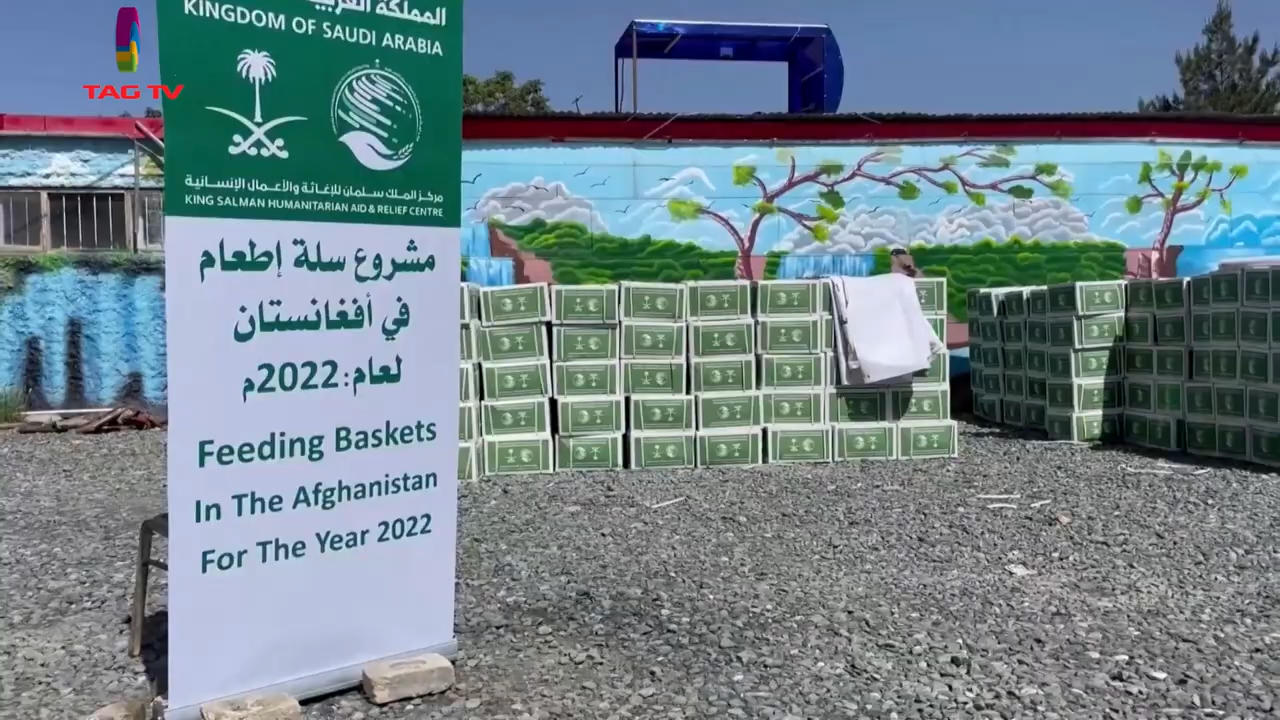 TAG TV
المملكة العربية
KINGDOM OF SAUDI ARABIA
مركز الملك سلمان للإغاثة والأعمال الإنسانية
KING SALMAN HUMANITARIAN AID & RELIEF CENTRE
مشروع سلة إطعام
في أفغانستان
لعام: 2022م
Feeding Baskets
In The Afghanistan
For The Year 2022